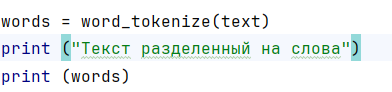 words = word_tokenize(text)
print ("Текст разделенный на слова")
print (words)